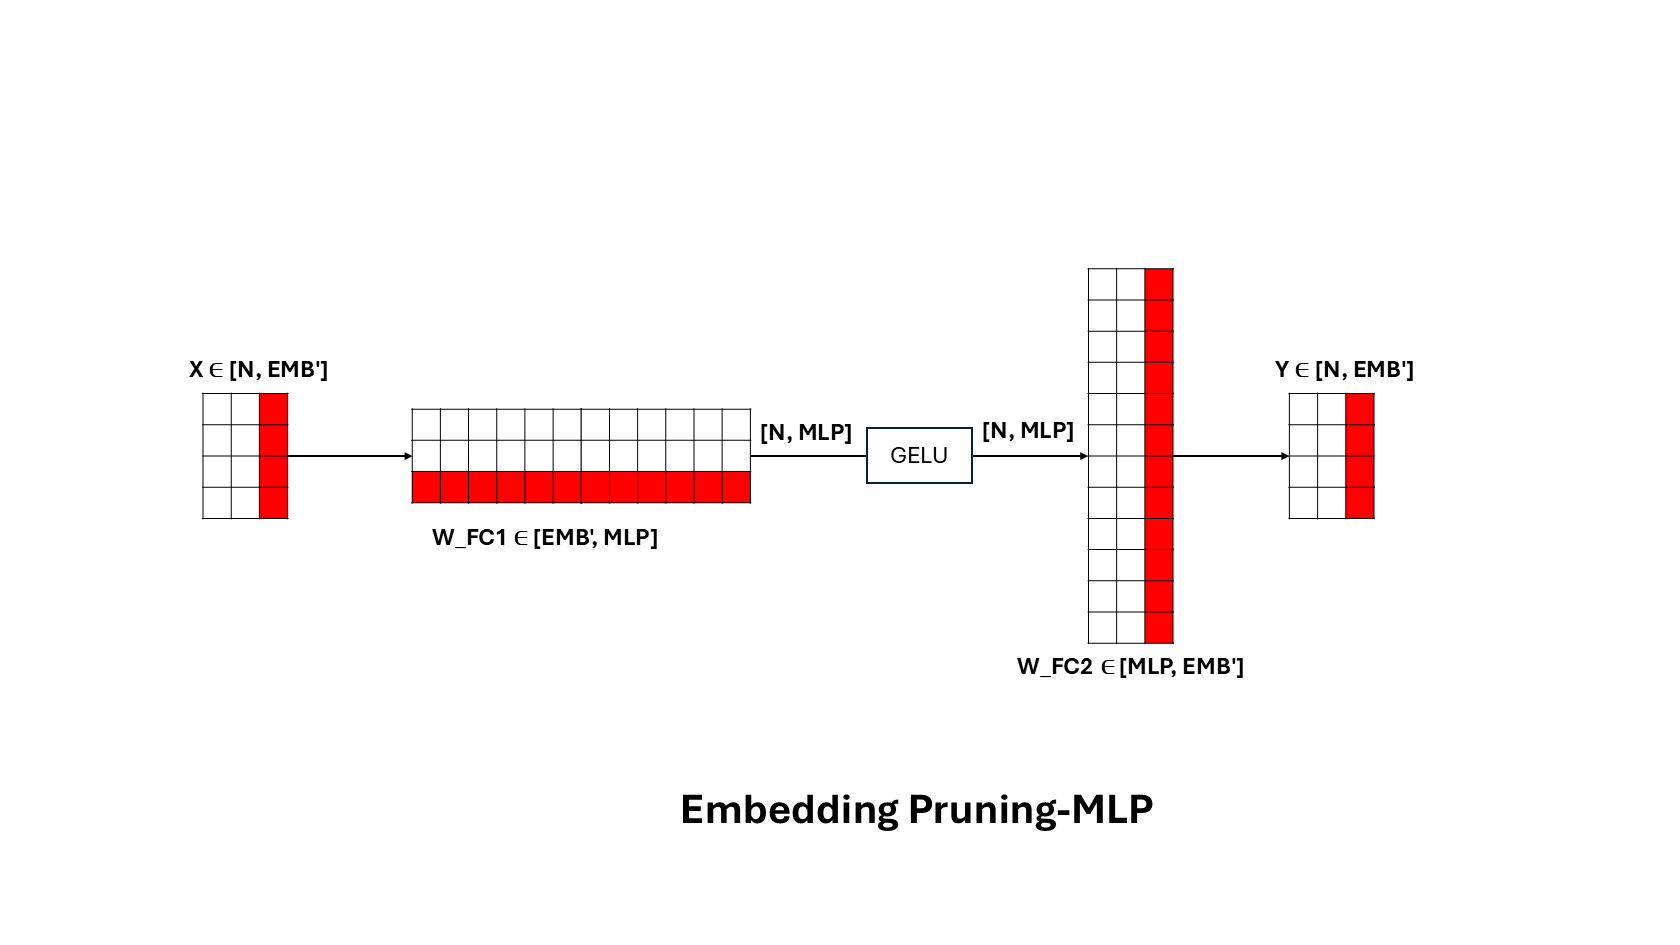 X ∈ [N, EMB']
W_FC1 ∈ [EMB', MLP]
[N, MLP]
GELU
[N, MLP]
W_FC2 ∈ [MLP, EMB']
Y ∈ [N, EMB']
Embedding Pruning-MLP